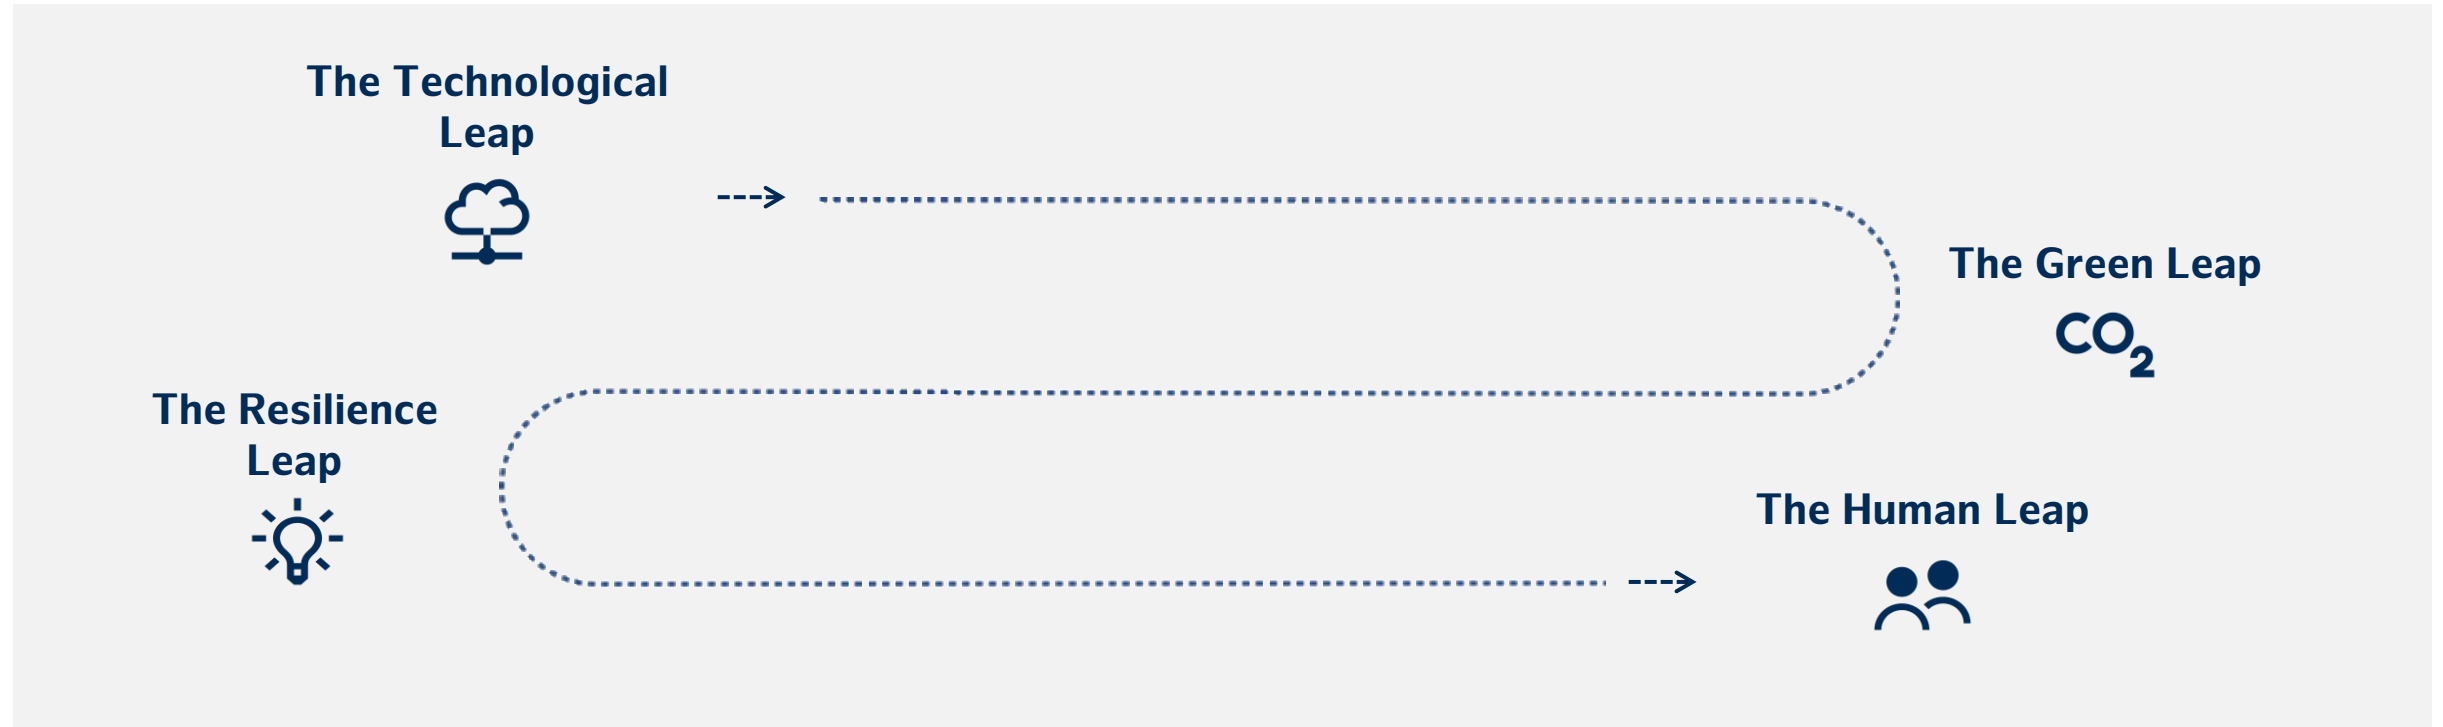 The Technological
Leap
The Green Leap
CO2
The Resilience
Leap
The Human Leap